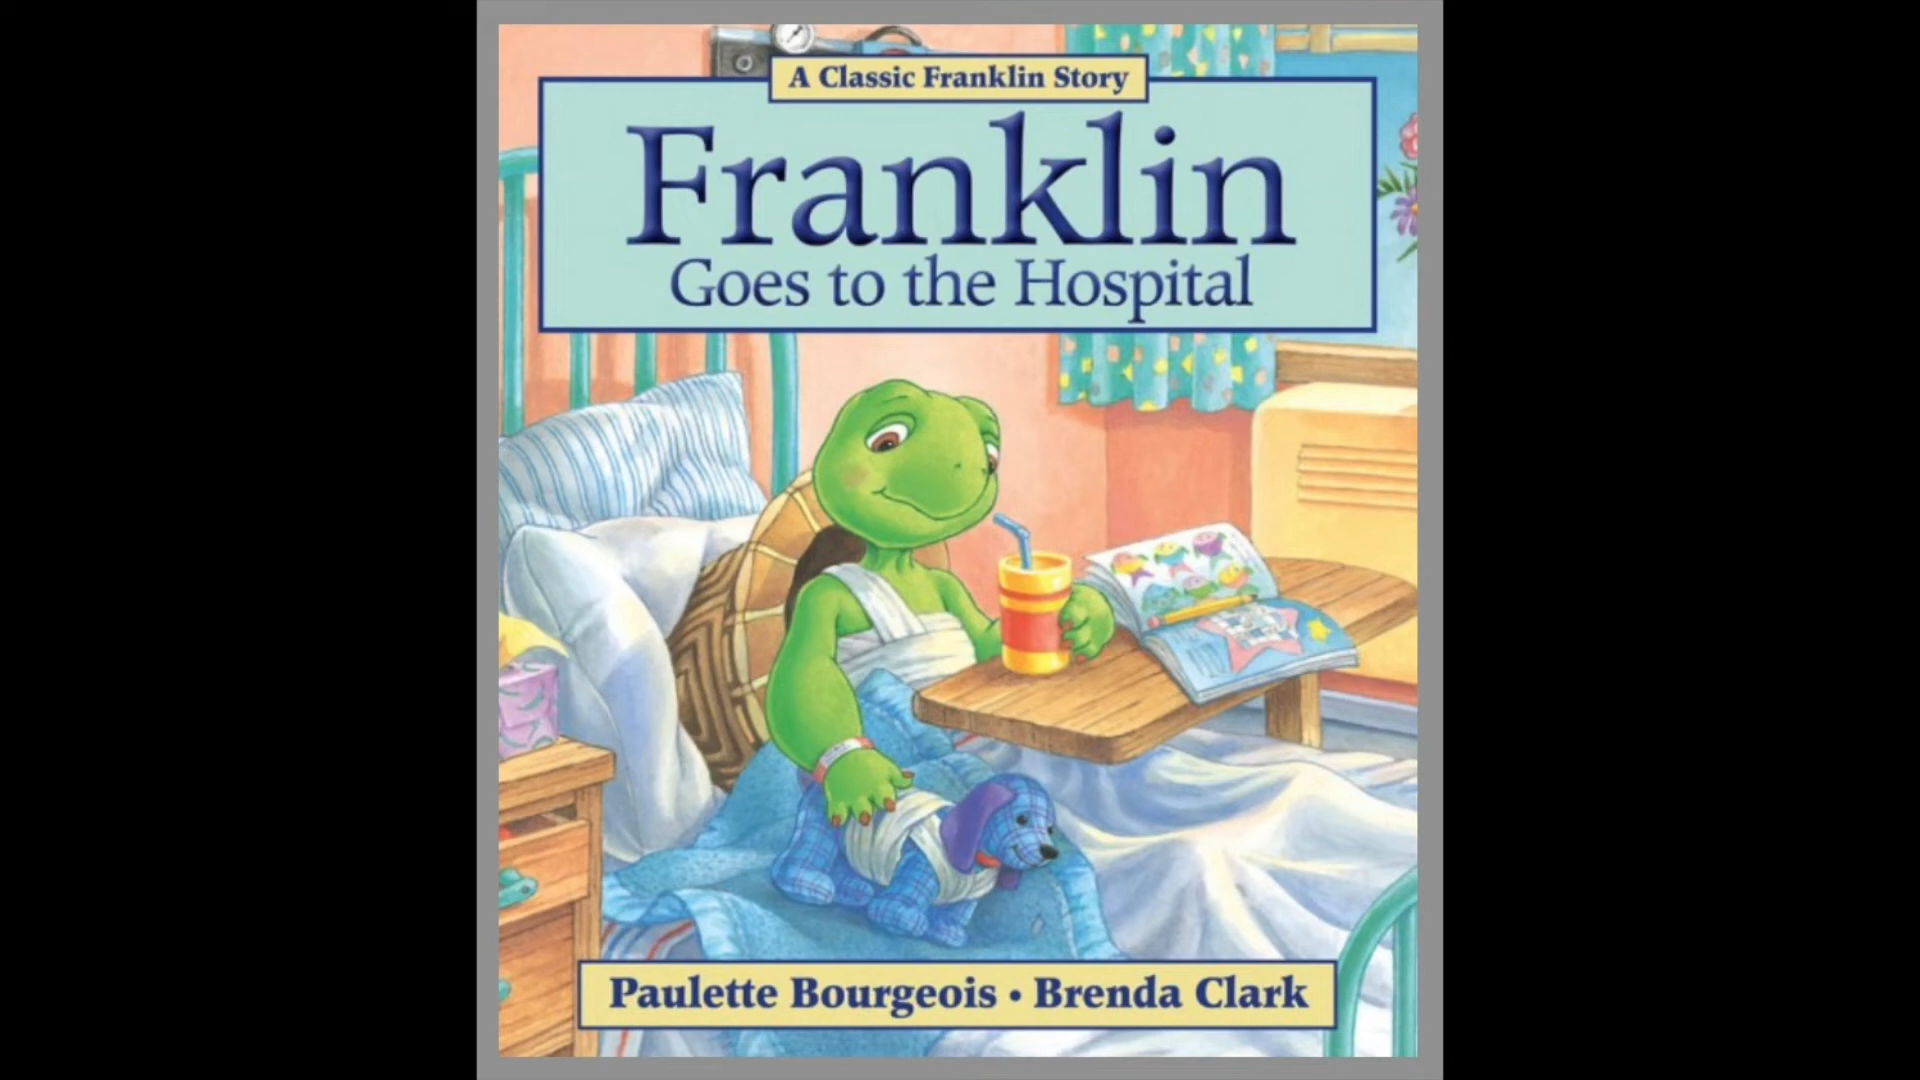 A Classic Franklin Story
Franklin
Goes to the Hospital
Paulette Bourgeois • Brenda Clark